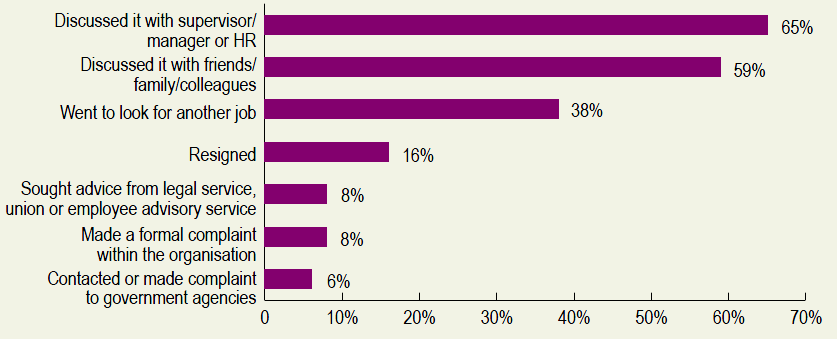 Discussed it with supervisor/
manager or HR
65%
Discussed it with friends/
family/colleagues
59%
Went to look for another job
38%
Resigned
16%
Sought advice from legal service,
union or employee advisory service
8%
Made a formal complaint
within the organisation
8%
Contacted or made complaint
to government agencies
6%
0 10% 20% 30% 40% 50% 60% 70%